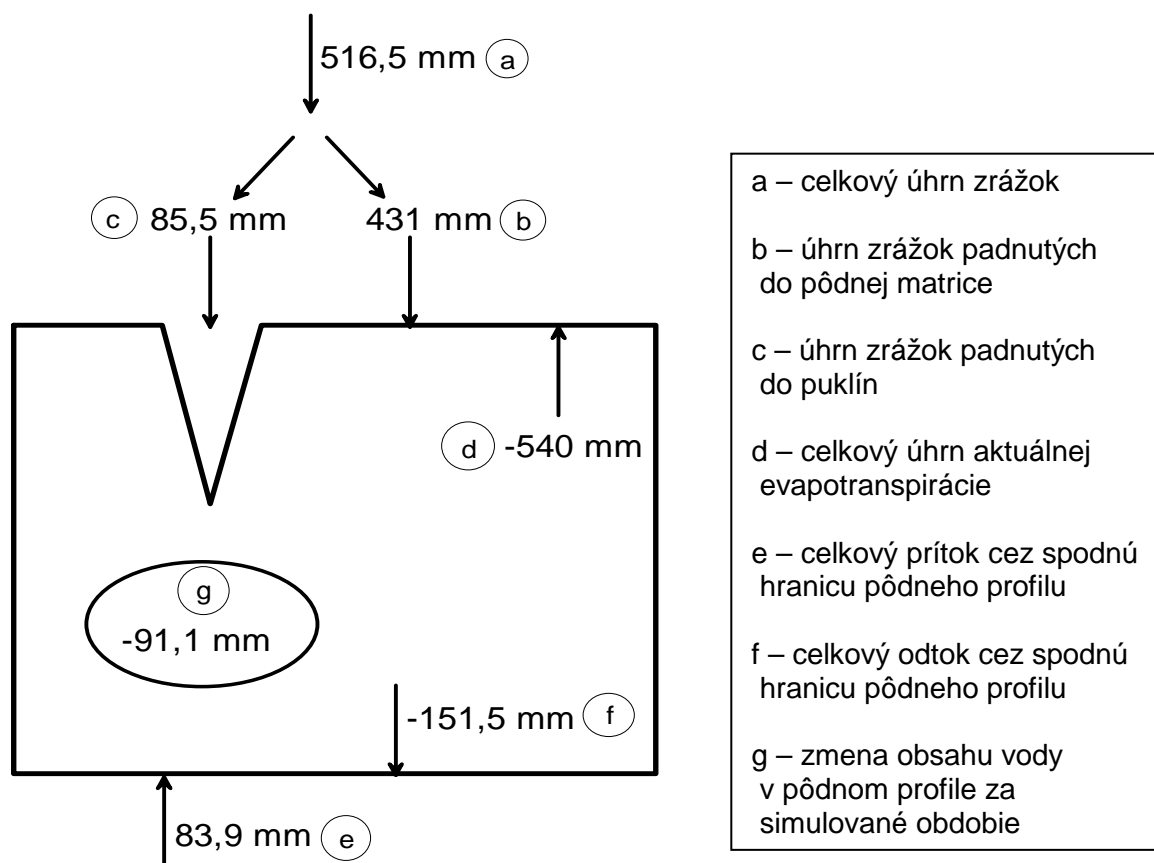 516,5 mm a
c 85,5 mm 431 mm b
d -540 mm
g
-91,1 mm
-151,5 mm f
83,9 mm e
a – celkový úhrn zrážok
b – úhrn zrážok padnutých
do pôdnej matrice
c – úhrn zrážok padnutých
do puklín
d – celkový úhrn aktuálnej
evapotranspirácie
e – celkový prítok cez spodnú
hranicu pôdneho profilu
f – celkový odtok cez spodnú
hranicu pôdneho profilu
g – zmena obsahu vody
v pôdnom profile za
simulované obdobie